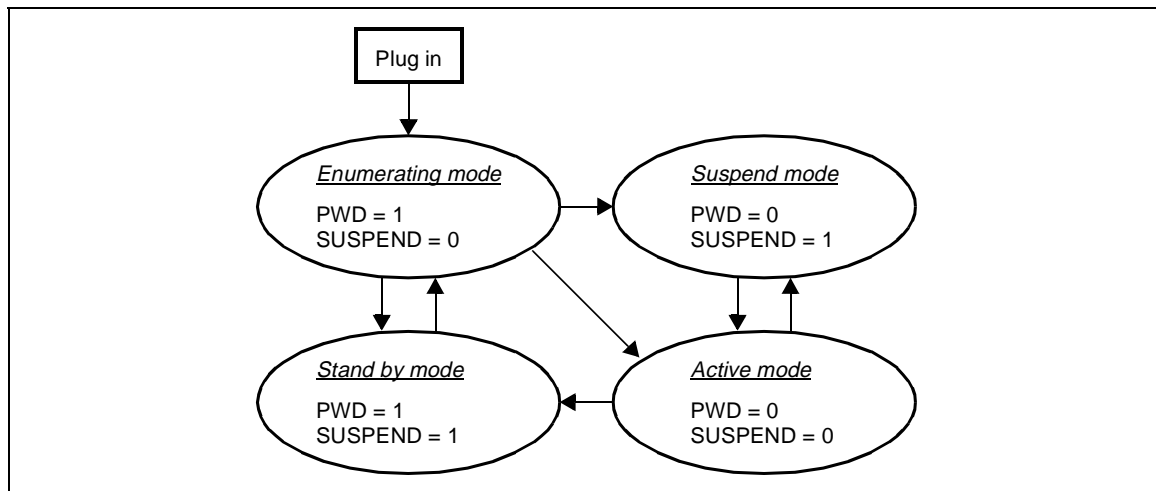 Plug in
Enumerating mode
PWD = 1
SUSPEND = 0
Suspend mode
PWD = 0
SUSPEND = 1
Stand by mode
PWD = 1
SUSPEND = 1
Active mode
PWD = 0
SUSPEND = 0